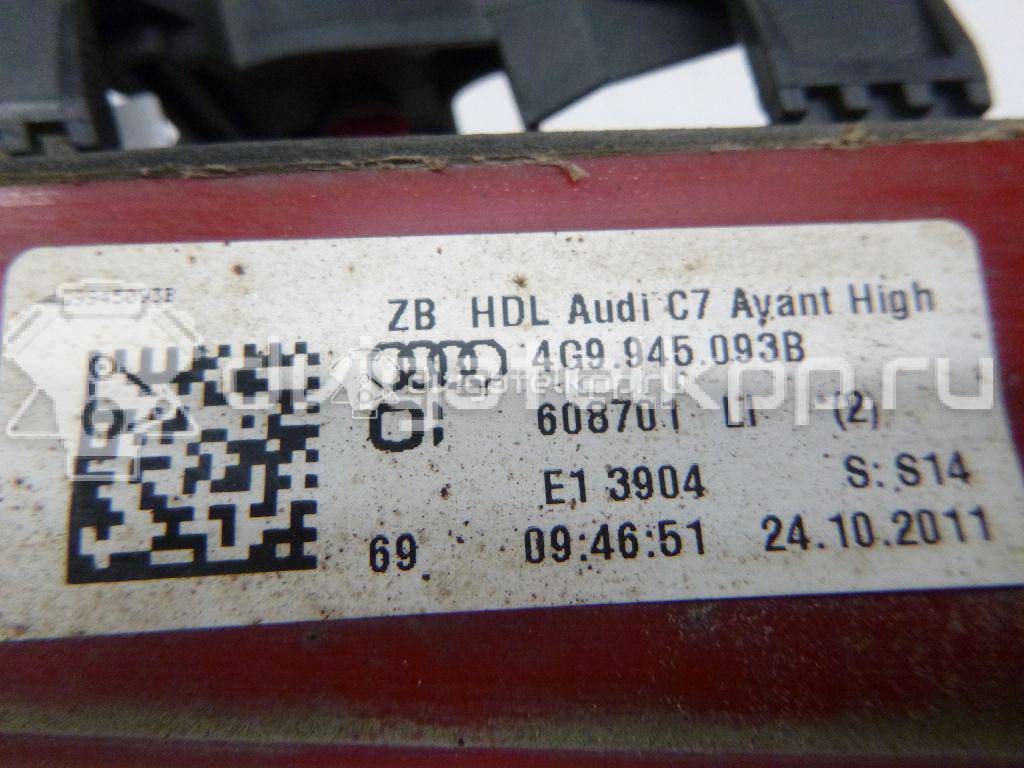 4G9945093B
ZB HDL Audi C7 Avant High
4G9.945.093B
608701 LI (2)
E1 3904 S: S14
69 09:46:51 24.10.2011